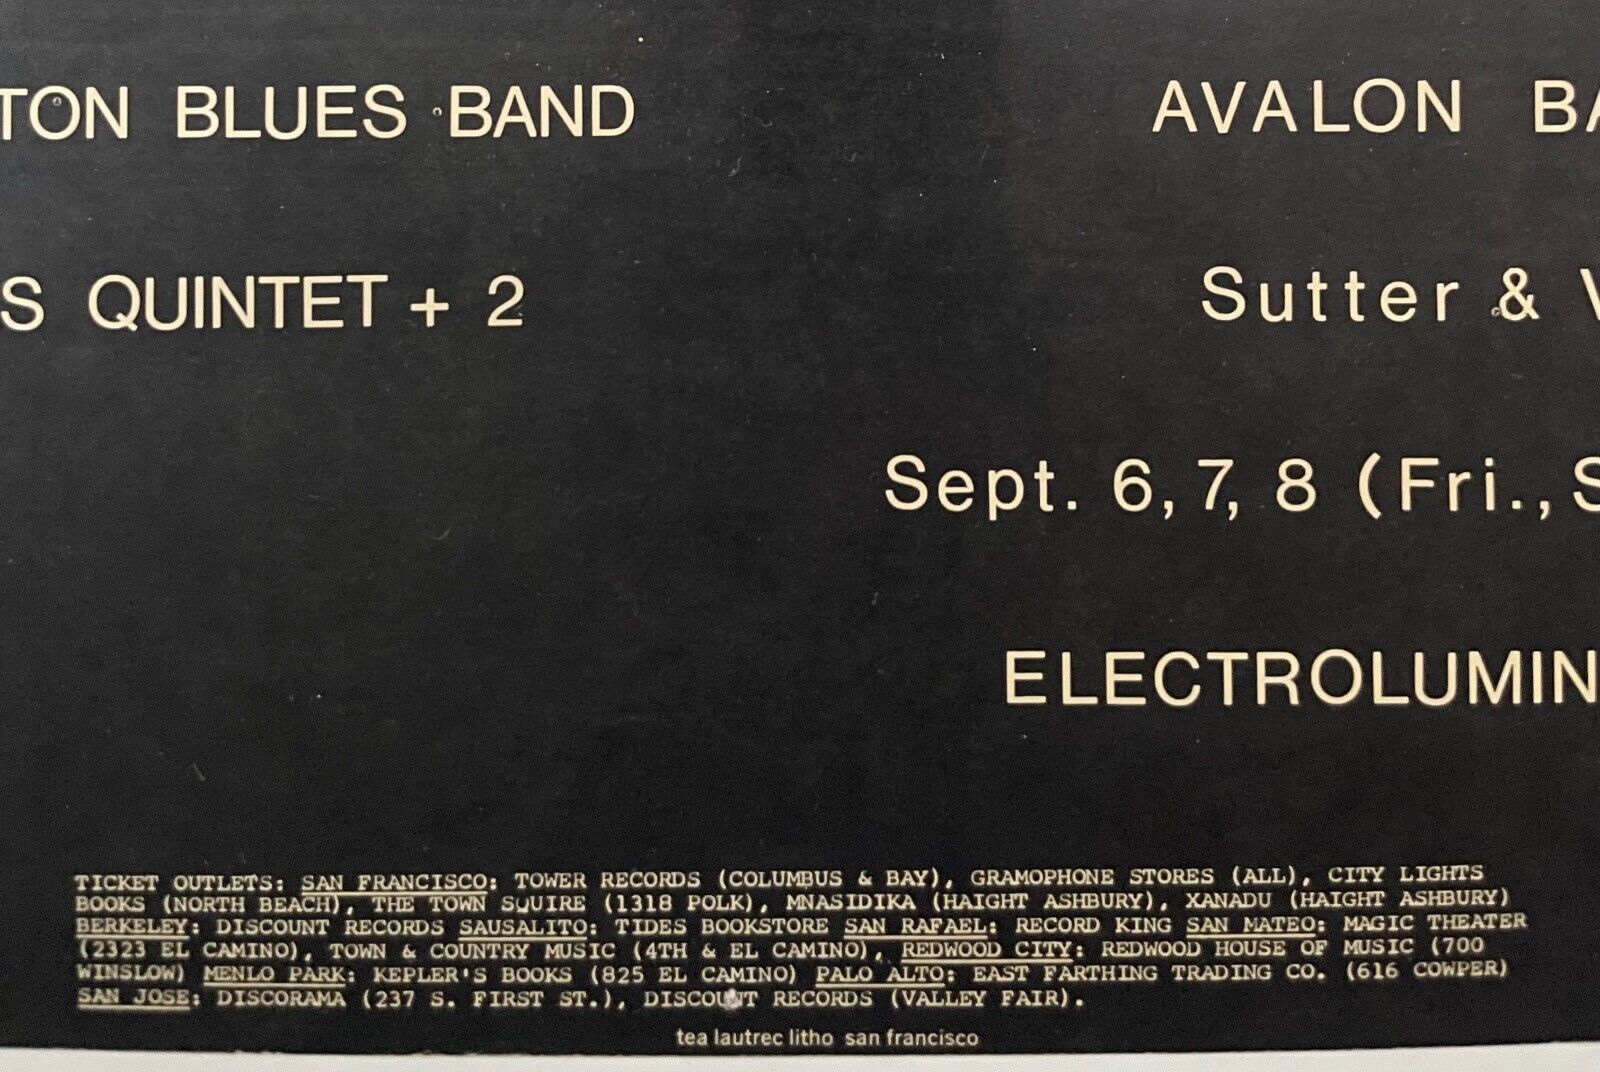 TON BLUES BAND
AVALON BA
S QUINTET + 2
Sutter & V
Sept. 6, 7, 8 (Fri., S
ELECTROLUMIN
TICKET OUTLETS: SAN FRANCISCO: TOWER RECORDS (COLUMBUS & BAY), GRAMOPHONE STORES (ALL), CITY LIGHTS
BOOKS (NORTH BEACH), THE TOWN SQUIRE (1318 POLK), MNASIDIKA (HAIGHT ASHBURY), XANADU (HAIGHT ASHBURY)
BERKELEY: DISCOUNT RECORDS SAUSALITO: TIDES BOOKSTORE SAN RAFAEL: RECORD KING SAN MATEO: MAGIC THEATER
(2323 EL CAMINO), TOWN & COUNTRY MUSIC (4TH & EL CAMINO), REDWOOD CITY: REDWOOD HOUSE OF MUSIC (700
WINSLOW) MENLO PARK: KEPLER'S BOOKS (825 EL CAMINO) PALO ALTO: EAST FARTHING TRADING CO. (616 COWPER)
SAN JOSE: DISCORAMA (237 S. FIRST ST.), DISCOUNT RECORDS (VALLEY FAIR).
tea lautrec litho san francisco